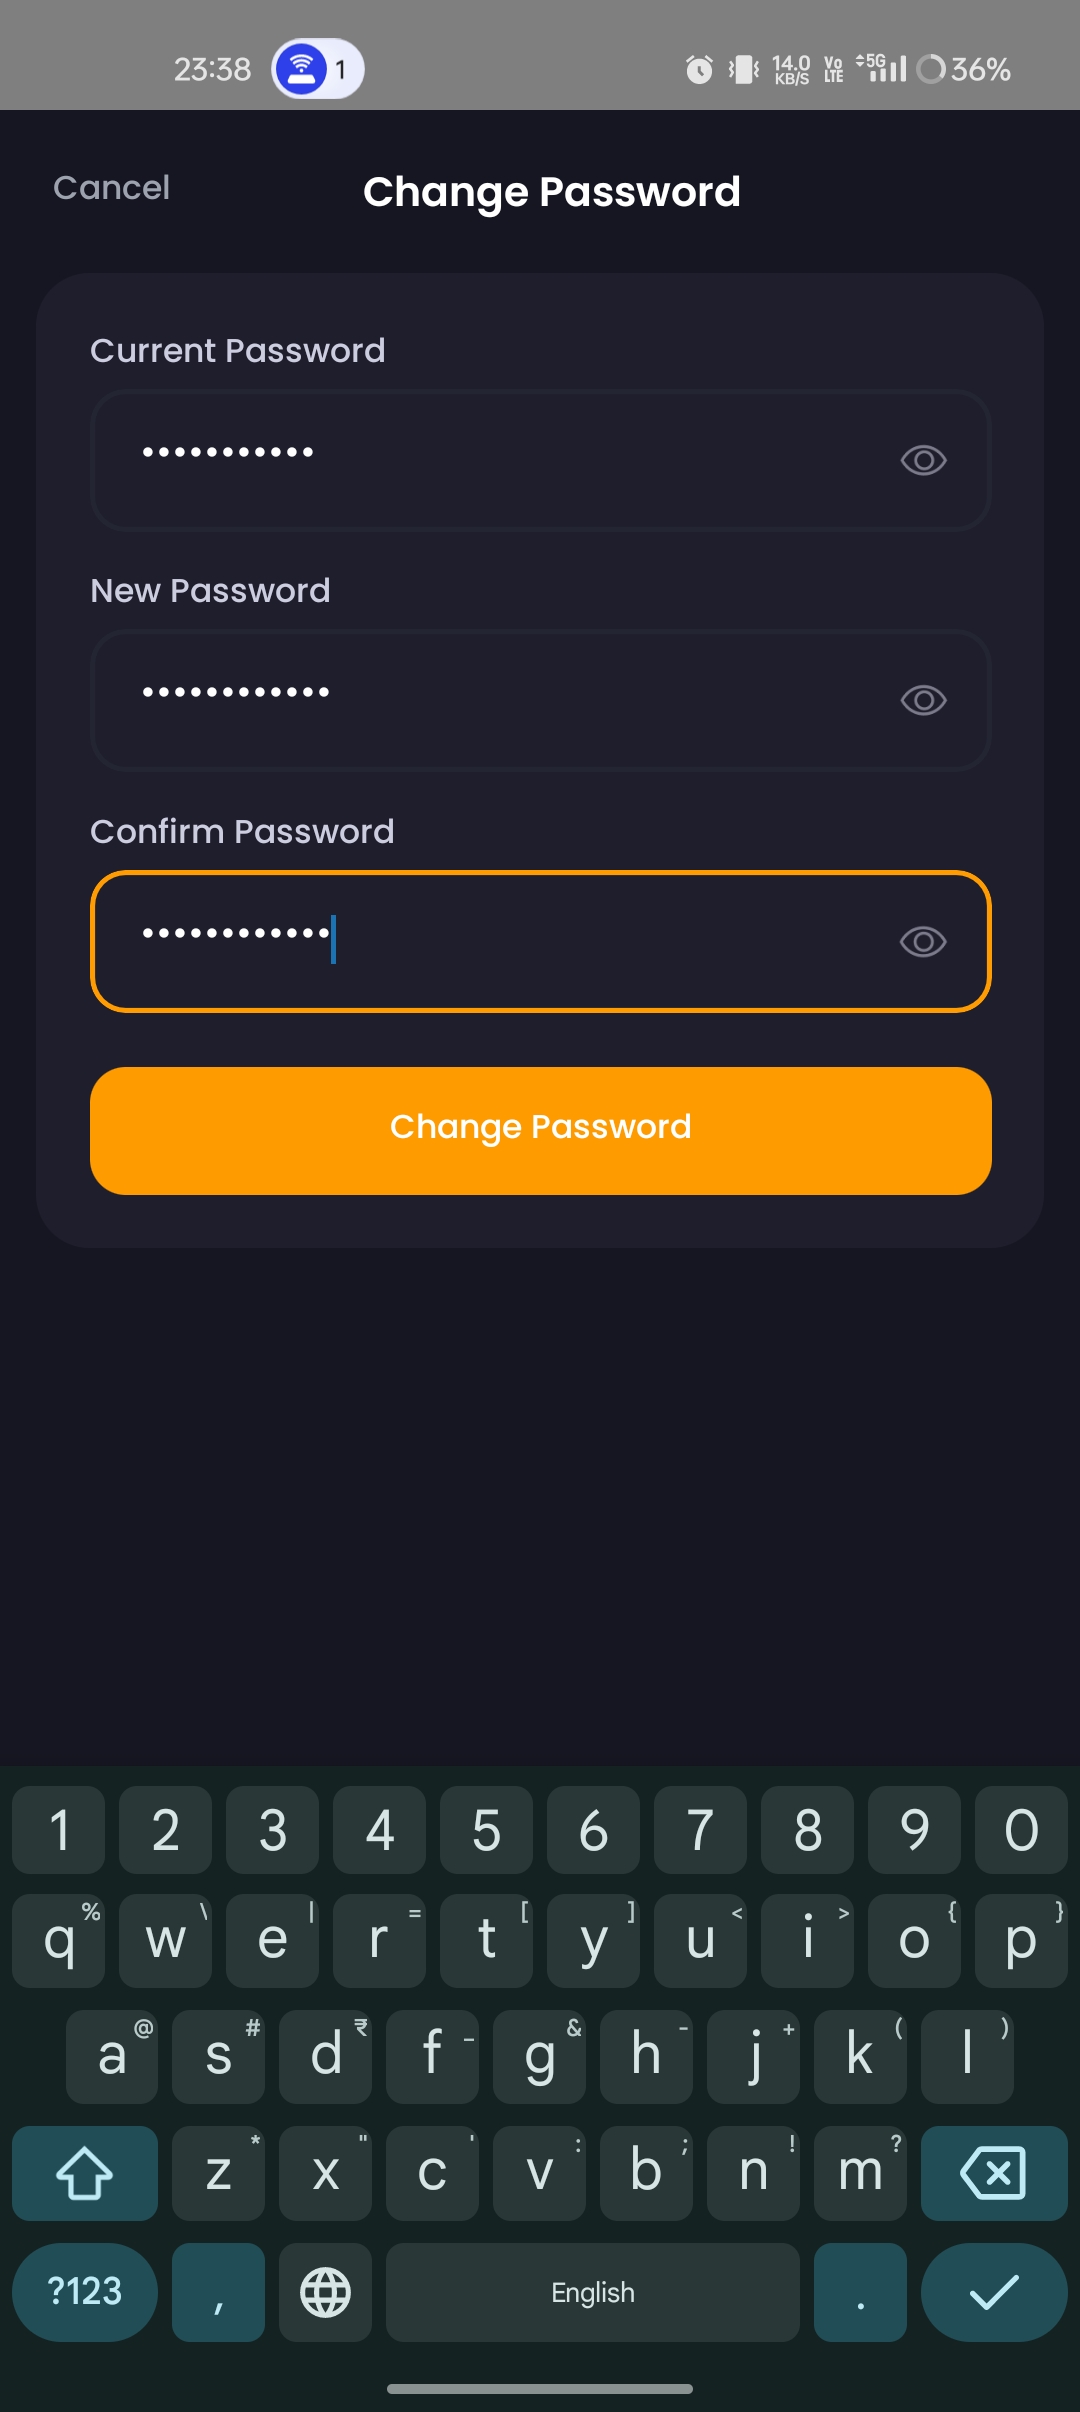 23:38 1 14.0 KB/S Vo LTE 5G 36%
Cancel Change Password
Current Password
•••••••••••
New Password
••••••••••••
Confirm Password
••••••••••••
Change Password
1 2 3 4 5 6 7 8 9 0
q % w \ e | r = t [ y ] u < i > o { p }
a @ s # d ₹ f _ g & h - j + k ( l )
z * x " c ' v : b ; n ! m ?
?123 , English .